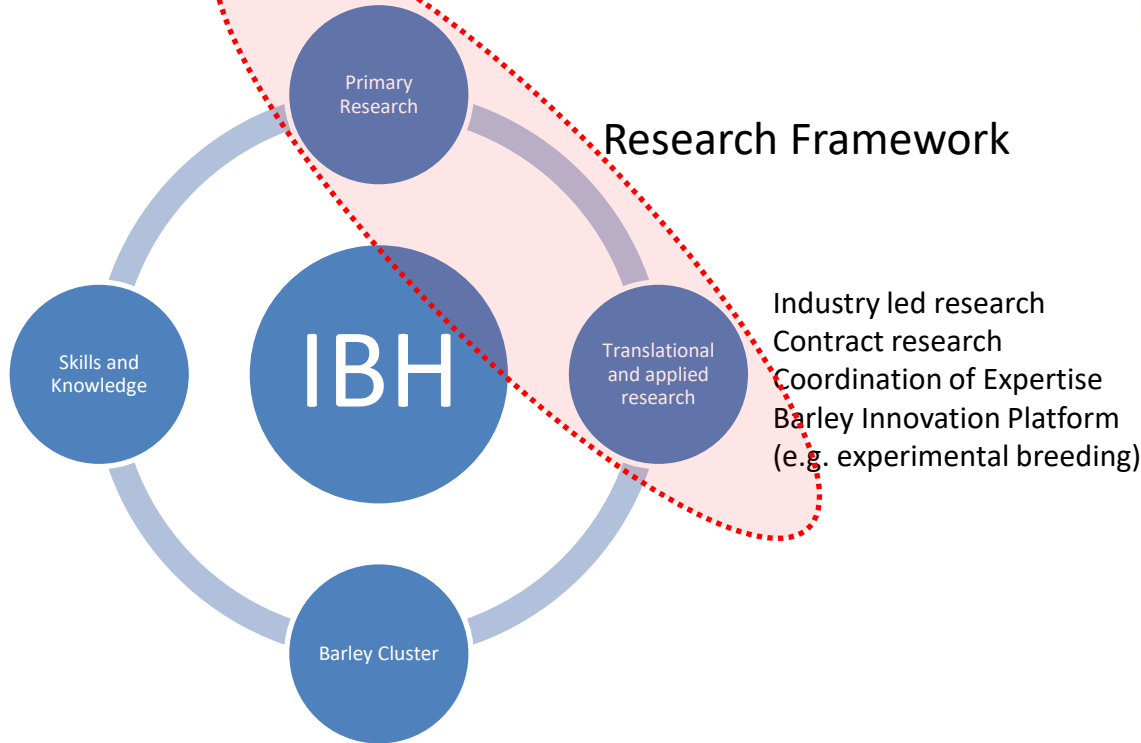 Primary
Research
Research Framework
IBH
Skills and
Knowledge
Translational
and applied
research
Industry led research
Contract research
Coordination of Expertise
Barley Innovation Platform
(e.g. experimental breeding)
Barley Cluster